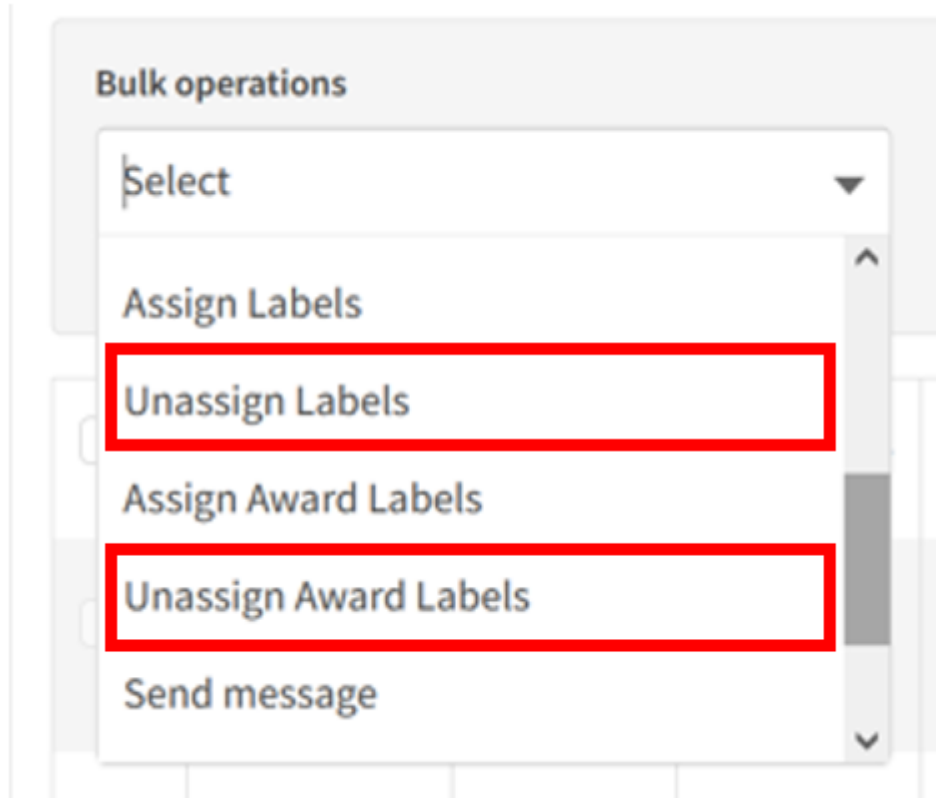 Bulk operations
Select
Assign Labels
Unassign Labels
Assign Award Labels
Unassign Award Labels
Send message